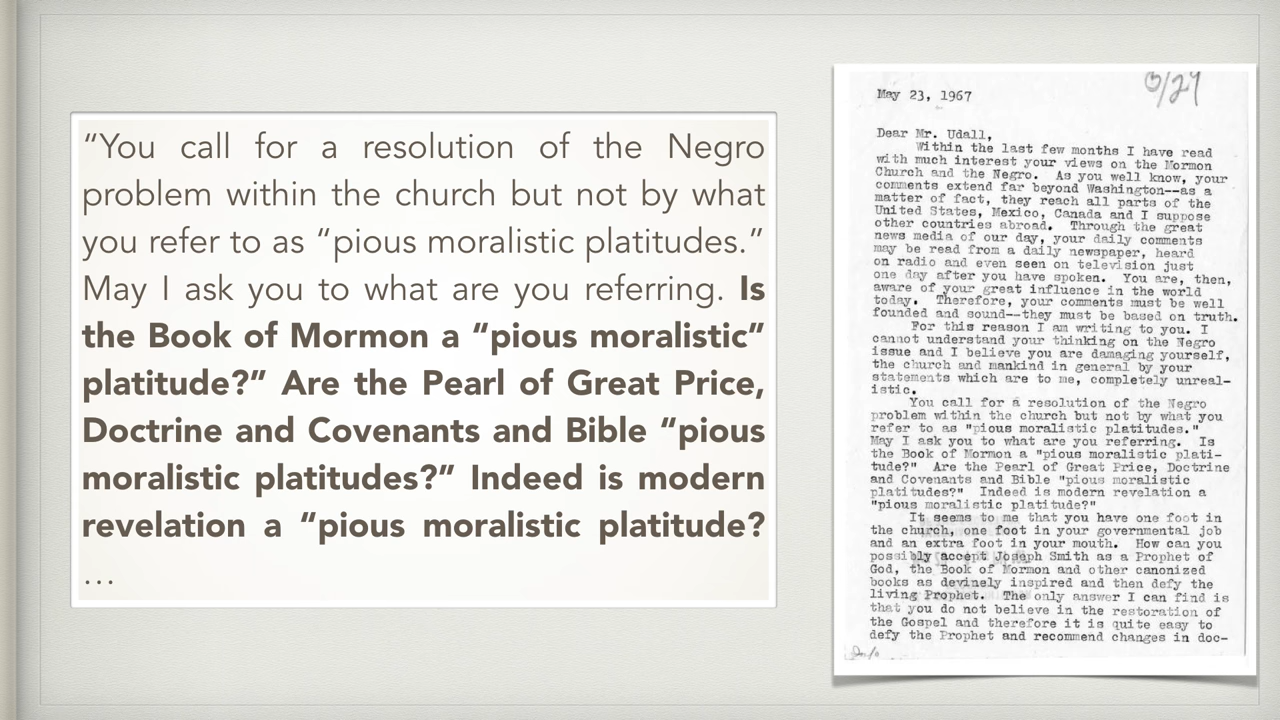 “You call for a resolution of the Negro
problem within the church but not by what
you refer to as “pious moralistic platitudes.”
May I ask you to what are you referring. Is
the Book of Mormon a “pious moralistic”
platitude?” Are the Pearl of Great Price,
Doctrine and Covenants and Bible “pious
moralistic platitudes?” Indeed is modern
revelation a “pious moralistic platitude?
…
6/27
May 23, 1967
Dear Mr. Udall,
Within the last few months I have read
with much interest your views on the Mormon
Church and the Negro. As you well know, your
comments extend far beyond Washington--as a
matter of fact, they reach all parts of the
United States, Mexico, Canada and I suppose
other countries abroad. Through the great
news media of our day, your daily comments
may be read from a daily newspaper, heard
on radio and even seen on television just
one day after you have spoken. You are, then,
aware of your great influence in the world
today. Therefore, your comments must be well
founded and sound--they must be based on truth.
For this reason I am writing to you. I
cannot understand your thinking on the Negro
issue and I believe you are damaging yourself,
the church and mankind in general by your
statements which are to me, completely unreal-
istic.
You call for a resolution of the Negro
problem within the church but not by what you
refer to as "pious moralistic platitudes."
May I ask you to what are you referring. Is
the Book of Mormon a "pious moralistic plati-
tude?" Are the Pearl of Great Price, Doctrine
and Covenants and Bible "pious moralistic
platitudes?" Indeed is modern revelation a
"pious moralistic platitude?"
It seems to me that you have one foot in
the church, one foot in your governmental job
and an extra foot in your mouth. How can you
possibly accept Joseph Smith as a Prophet of
God, the Book of Mormon and other canonized
books as devinely inspired and then defy the
living Prophet. The only answer I can find is
that you do not believe in the restoration of
the Gospel and therefore it is quite easy to
defy the Prophet and recommend changes in doc-